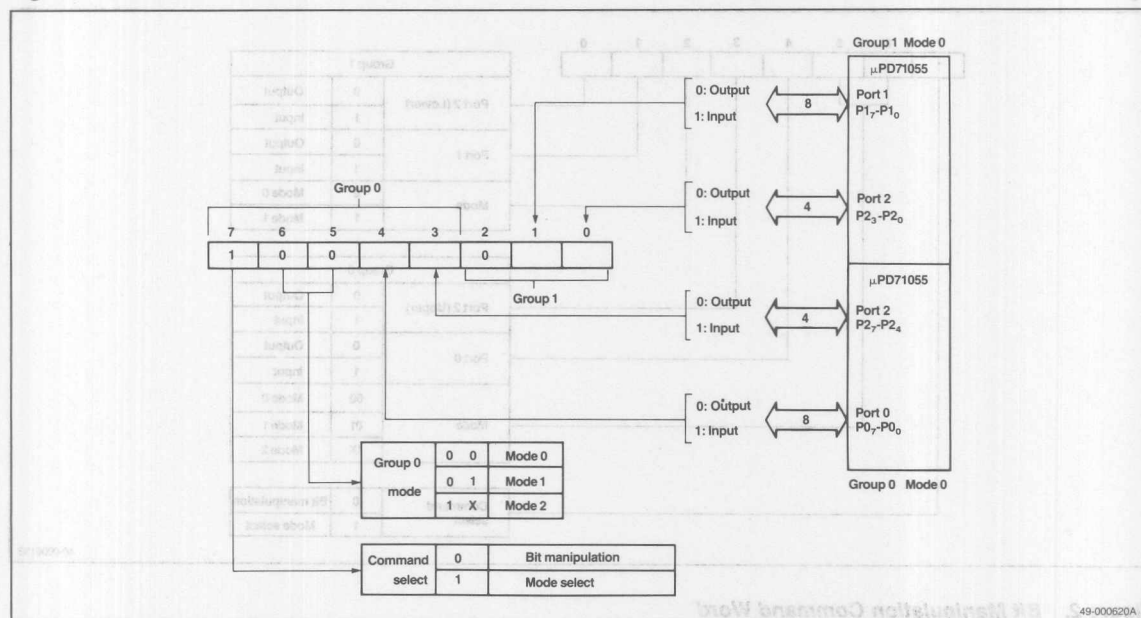 Group 1 Mode 0
µPD71055
0: Output
1: Input
8
Port 1
P1₇-P1₀
0: Output
1: Input
4
Port 2
P2₃-P2₀
Group 0
7 6 5 4 3 2 1 0
1 0 0 0
Group 1
µPD71055
0: Output
1: Input
4
Port 2
P2₇-P2₄
0: Output
1: Input
8
Port 0
P0₇-P0₀
Group 0 Mode 0
Group 0 mode
0 0 Mode 0
0 1 Mode 1
1 X Mode 2
Command select
0 Bit manipulation
1 Mode select
49-000620A